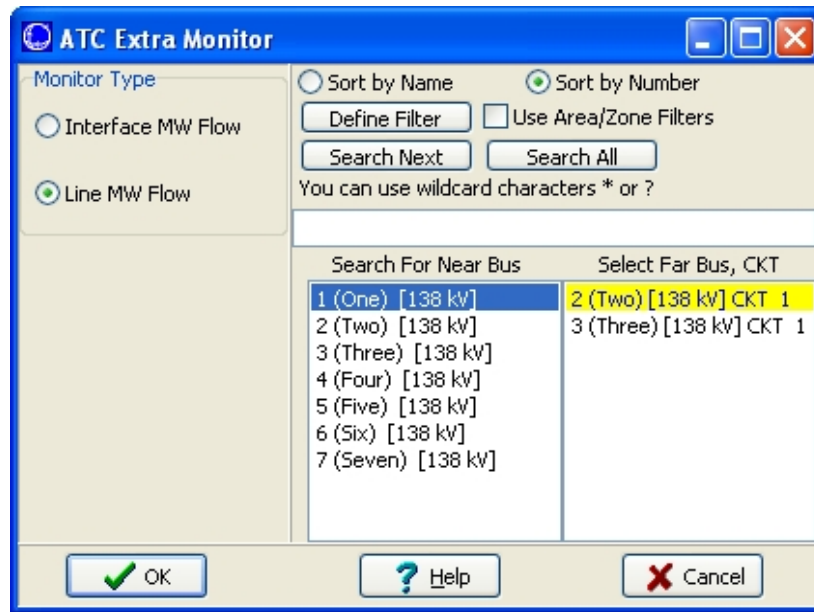 ATC Extra Monitor
Monitor Type
Interface MW Flow
Line MW Flow
Sort by Name
Sort by Number
Define Filter
Use Area/Zone Filters
Search Next
Search All
You can use wildcard characters * or ?
Search For Near Bus
1 (One) [138 kV]
2 (Two) [138 kV]
3 (Three) [138 kV]
4 (Four) [138 kV]
5 (Five) [138 kV]
6 (Six) [138 kV]
7 (Seven) [138 kV]
Select Far Bus, CKT
2 (Two) [138 kV] CKT 1
3 (Three) [138 kV] CKT 1
OK
Help
Cancel